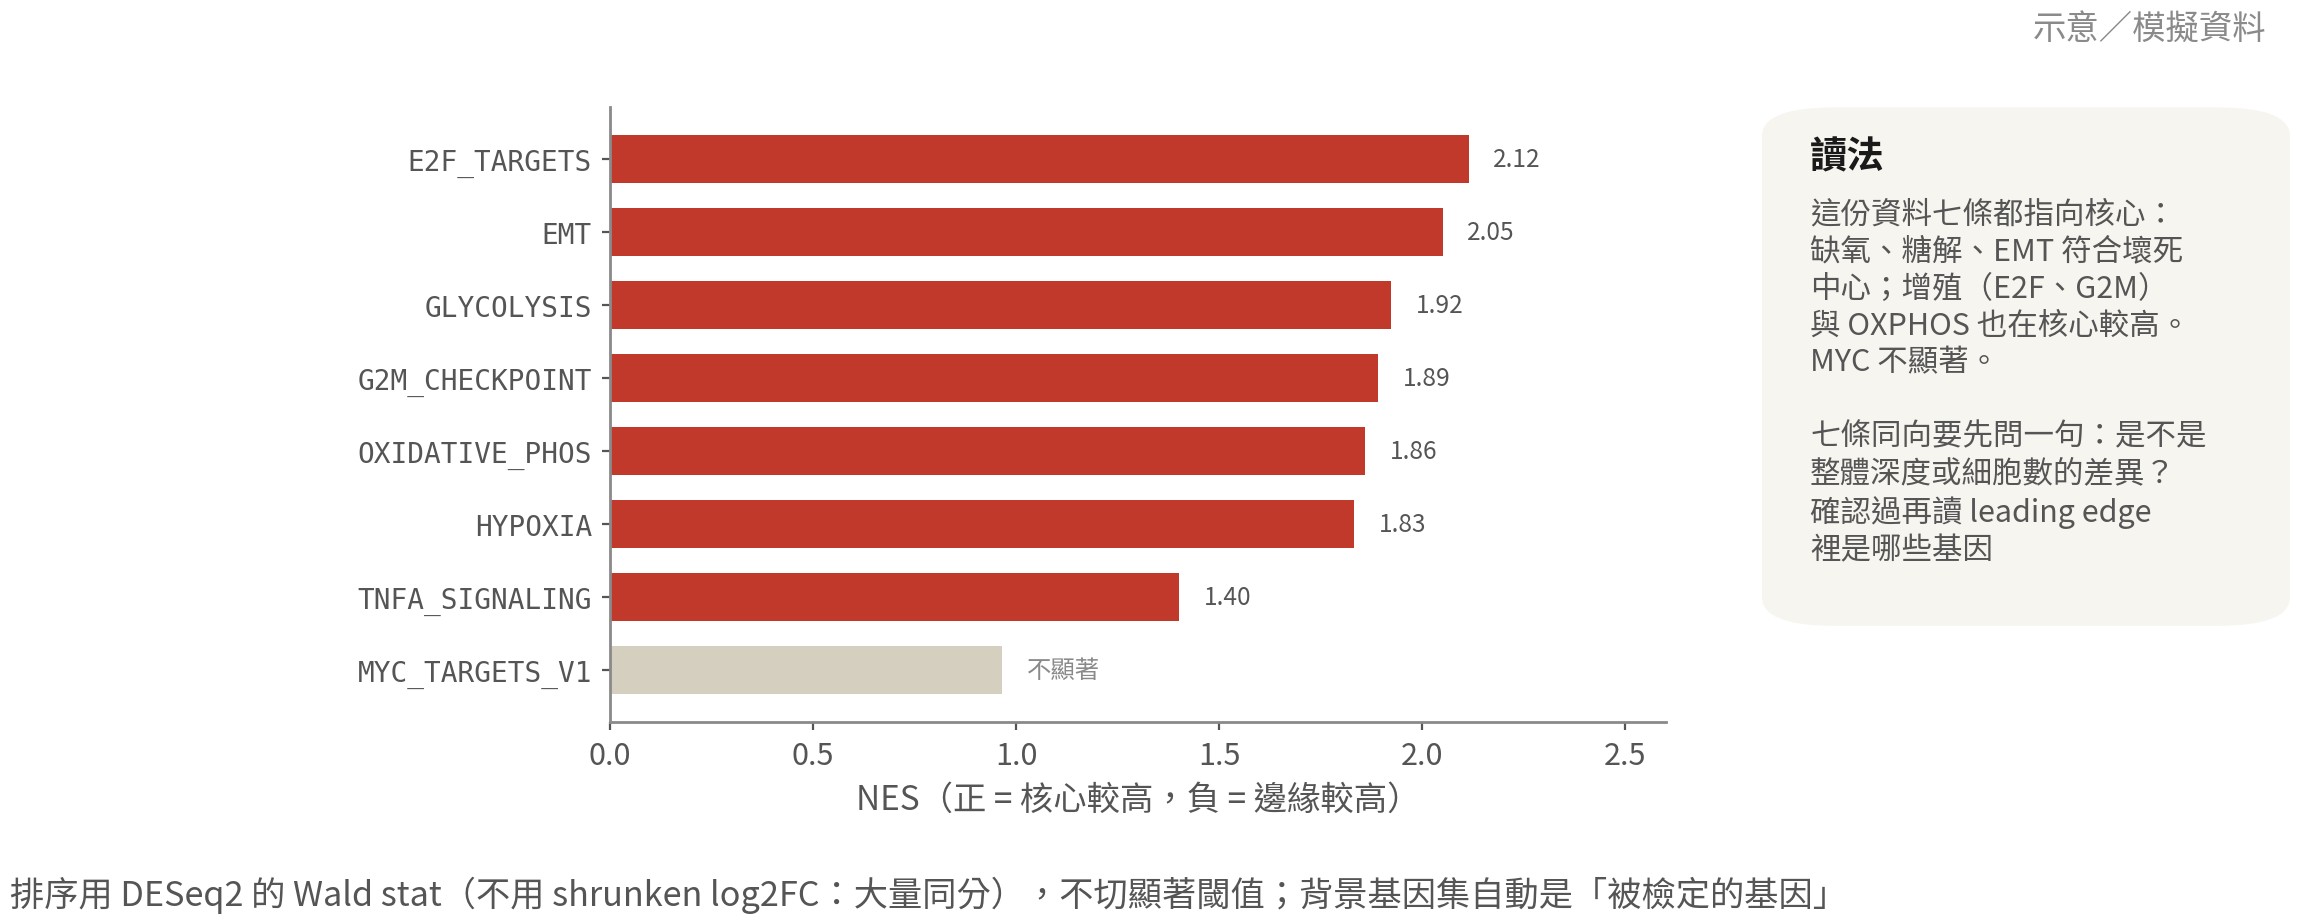 示意／模擬資料
E2F_TARGETS
2.12
EMT
2.05
GLYCOLYSIS
1.92
G2M_CHECKPOINT
1.89
OXIDATIVE_PHOS
1.86
HYPOXIA
1.83
TNFA_SIGNALING
1.40
MYC_TARGETS_V1
不顯著
0.0 0.5 1.0 1.5 2.0 2.5
NES（正 = 核心較高，負 = 邊緣較高）
讀法
這份資料七條都指向核心：
缺氧、糖解、EMT 符合壞死
中心；增殖（E2F、G2M）
與 OXPHOS 也在核心較高。
MYC 不顯著。
七條同向要先問一句：是不是
整體深度或細胞數的差異？
確認過再讀 leading edge
裡是哪些基因
排序用 DESeq2 的 Wald stat（不用 shrunken log2FC：大量同分），不切顯著閾值；背景基因集自動是「被檢定的基因」